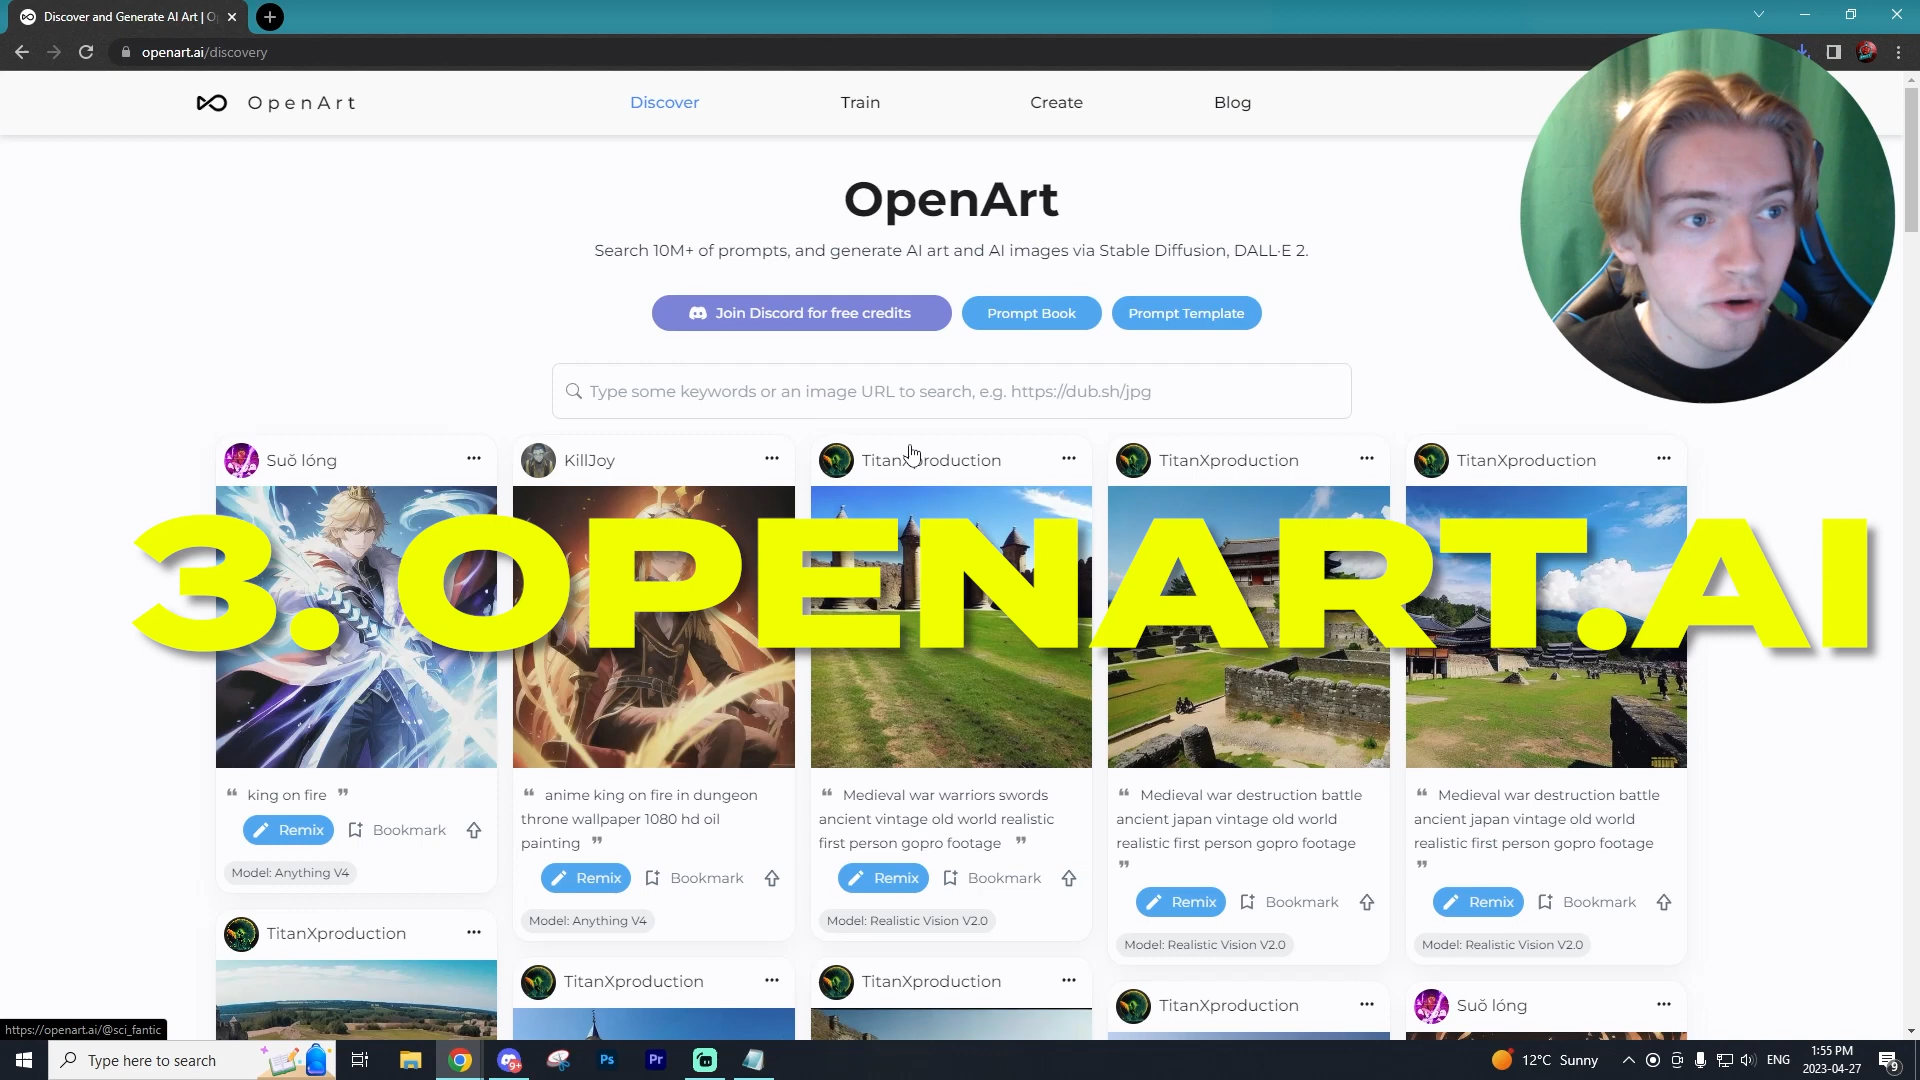 Discover and Generate AI Art | O
openart.ai/discovery
OpenArt
Discover
Train
Create
Blog
OpenArt
Search 10M+ of prompts, and generate AI art and AI images via Stable Diffusion, DALL·E 2.
Join Discord for free credits
Prompt Book
Prompt Template
Type some keywords or an image URL to search, e.g. https://dub.sh/jpg
Suŏ lóng
KillJoy
TitanXproduction
TitanXproduction
TitanXproduction
3. OPENART.AI
❝ king on fire ❞
Remix
Bookmark
Model: Anything V4
❝ anime king on fire in dungeon
throne wallpaper 1080 hd oil
painting ❞
Remix
Bookmark
Model: Anything V4
❝ Medieval war warriors swords
ancient vintage old world realistic
first person gopro footage ❞
Remix
Bookmark
Model: Realistic Vision V2.0
❝ Medieval war destruction battle
ancient japan vintage old world
realistic first person gopro footage
❞
Remix
Bookmark
Model: Realistic Vision V2.0
❝ Medieval war destruction battle
ancient japan vintage old world
realistic first person gopro footage
❞
Remix
Bookmark
Model: Realistic Vision V2.0
TitanXproduction
TitanXproduction
TitanXproduction
TitanXproduction
Suŏ lóng
https://openart.ai/@sci_fantic
Type here to search
Ps
Pr
12°C Sunny
ENG
1:55 PM
2023-04-27
9